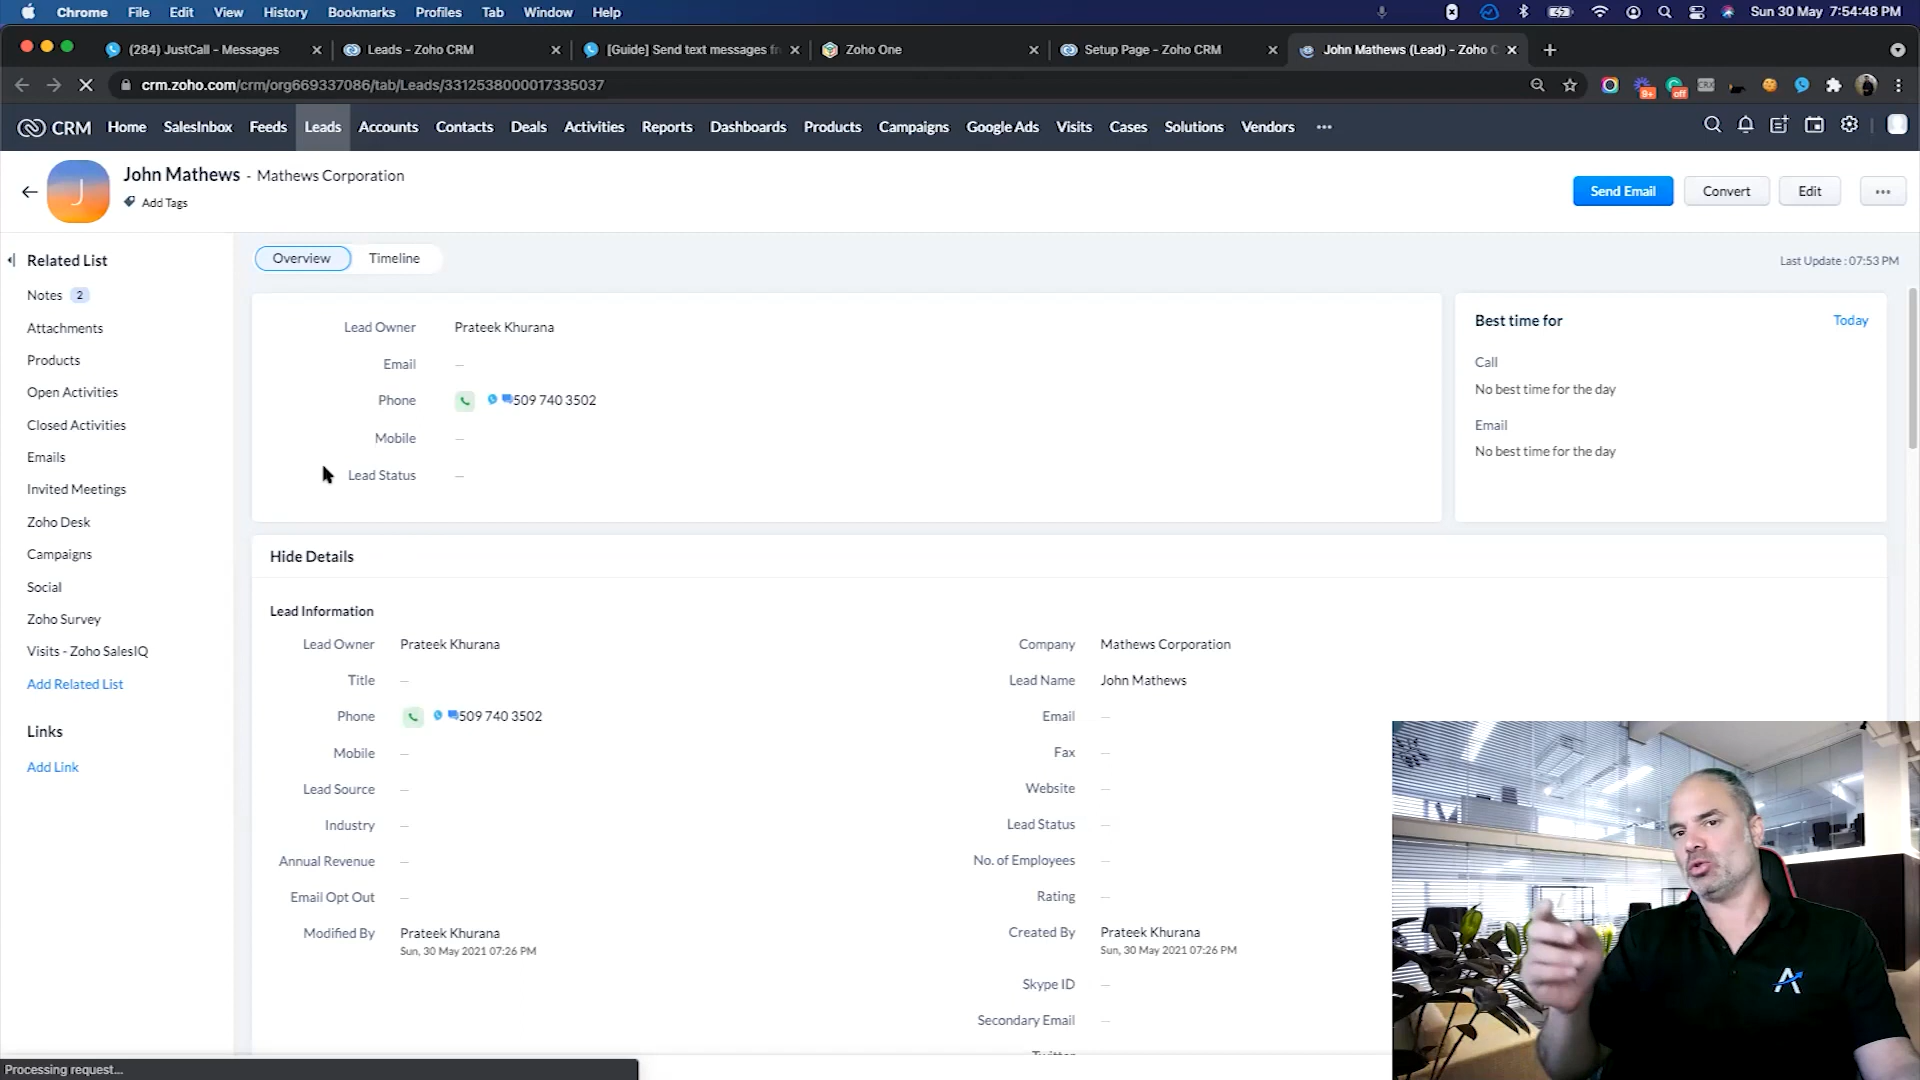 Chrome File Edit View History Bookmarks Profiles Tab Window Help
Sun 30 May 7:54:48 PM
(284) JustCall - Messages
Leads - Zoho CRM
[Guide] Send text messages fr
Zoho One
Setup Page - Zoho CRM
John Mathews (Lead) - Zoho C
crm.zoho.com/crm/org669337086/tab/Leads/3312538000017335037
9+
off
CRM Home SalesInbox Feeds Leads Accounts Contacts Deals Activities Reports Dashboards Products Campaigns Google Ads Visits Cases Solutions Vendors
J
John Mathews - Mathews Corporation
Add Tags
Send Email
Convert
Edit
Related List
Notes 2
Attachments
Products
Open Activities
Closed Activities
Emails
Invited Meetings
Zoho Desk
Campaigns
Social
Zoho Survey
Visits - Zoho SalesIQ
Add Related List
Links
Add Link
Overview
Timeline
Last Update : 07:53 PM
Lead Owner Prateek Khurana
Email —
Phone 509 740 3502
Mobile —
Lead Status —
Best time for Today
Call
No best time for the day
Email
No best time for the day
Hide Details
Lead Information
Lead Owner Prateek Khurana
Title —
Phone 509 740 3502
Mobile —
Lead Source —
Industry —
Annual Revenue —
Email Opt Out —
Modified By Prateek Khurana
Sun, 30 May 2021 07:26 PM
Company Mathews Corporation
Lead Name John Mathews
Email —
Fax —
Website —
Lead Status —
No. of Employees —
Rating —
Created By Prateek Khurana
Sun, 30 May 2021 07:26 PM
Skype ID —
Secondary Email —
Twitter
Processing request...